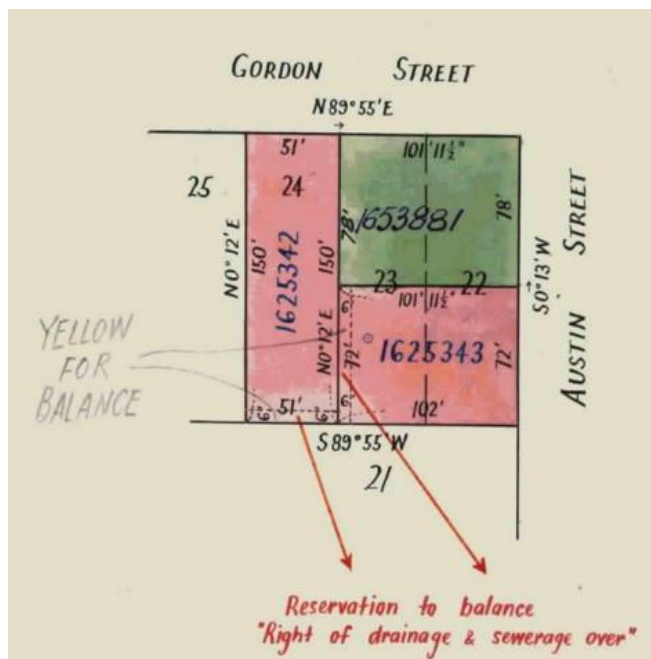 GORDON STREET
N89°55'E
51'
101' 11½"
25
24
N0°12'E
150'
1625342
150'
N0°12'E
78'
1653881
78'
23
22
101' 11½"
S0°13'W
AUSTIN STREET
YELLOW
FOR
BALANCE
6'
72'
1625343
72'
6'
6'
51'
6'
102'
S89°55'W
21
Reservation to balance
"Right of drainage & sewerage over"